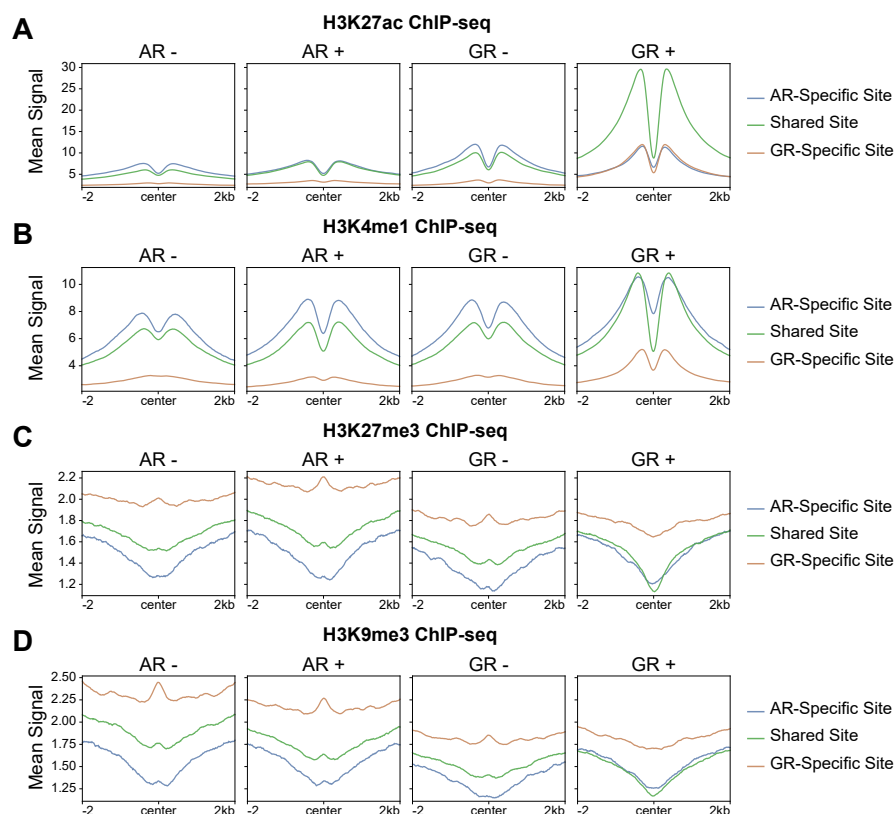 A
H3K27ac ChIP-seq
AR -
AR +
GR -
GR +
Mean Signal
30
25
20
15
10
5
-2 center 2kb
-2 center 2kb
-2 center 2kb
-2 center 2kb
AR-Specific Site
Shared Site
GR-Specific Site
B
H3K4me1 ChIP-seq
AR -
AR +
GR -
GR +
Mean Signal
10
8
6
4
-2 center 2kb
-2 center 2kb
-2 center 2kb
-2 center 2kb
AR-Specific Site
Shared Site
GR-Specific Site
C
H3K27me3 ChIP-seq
AR -
AR +
GR -
GR +
Mean Signal
2.2
2.0
1.8
1.6
1.4
1.2
-2 center 2kb
-2 center 2kb
-2 center 2kb
-2 center 2kb
AR-Specific Site
Shared Site
GR-Specific Site
D
H3K9me3 ChIP-seq
AR -
AR +
GR -
GR +
Mean Signal
2.50
2.25
2.00
1.75
1.50
1.25
-2 center 2kb
-2 center 2kb
-2 center 2kb
-2 center 2kb
AR-Specific Site
Shared Site
GR-Specific Site